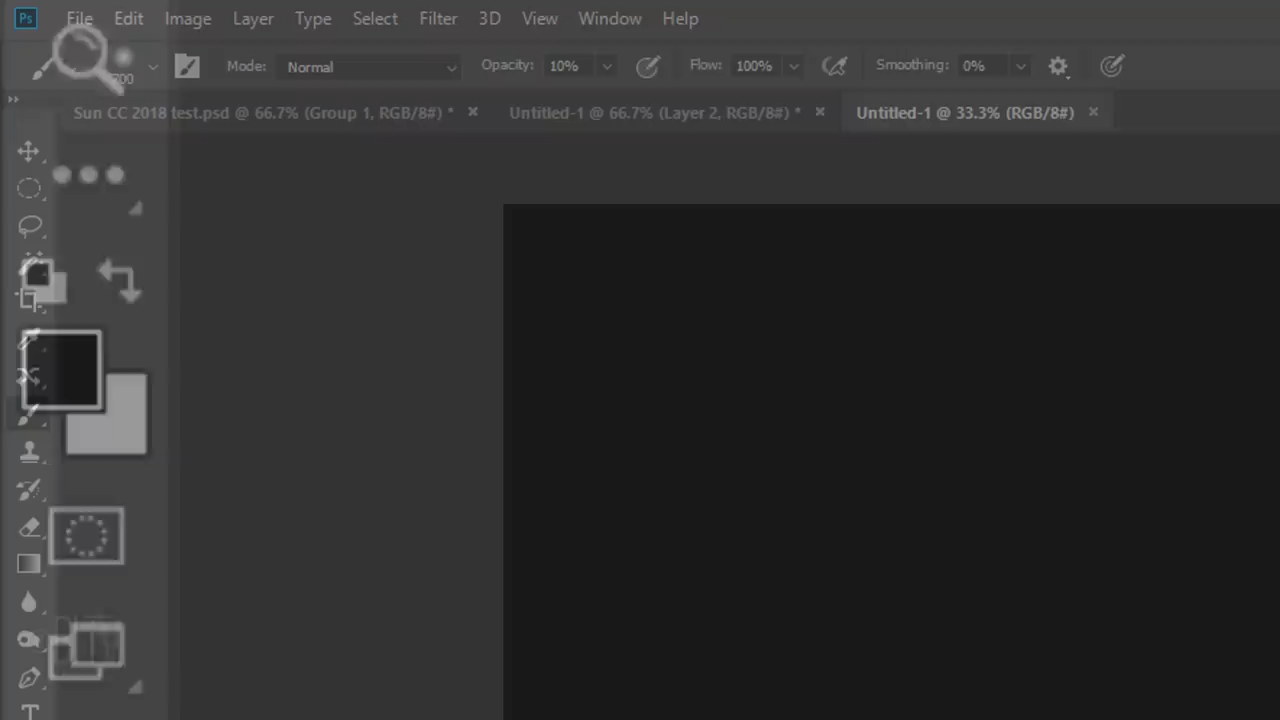 Ps File Edit Image Layer Type Select Filter 3D View Window Help
700 Mode: Normal Opacity: 10% Flow: 100% Smoothing: 0%
Sun CC 2018 test.psd @ 66.7% (Group 1, RGB/8#) * × Untitled-1 @ 66.7% (Layer 2, RGB/8#) * × Untitled-1 @ 33.3% (RGB/8#) ×
T